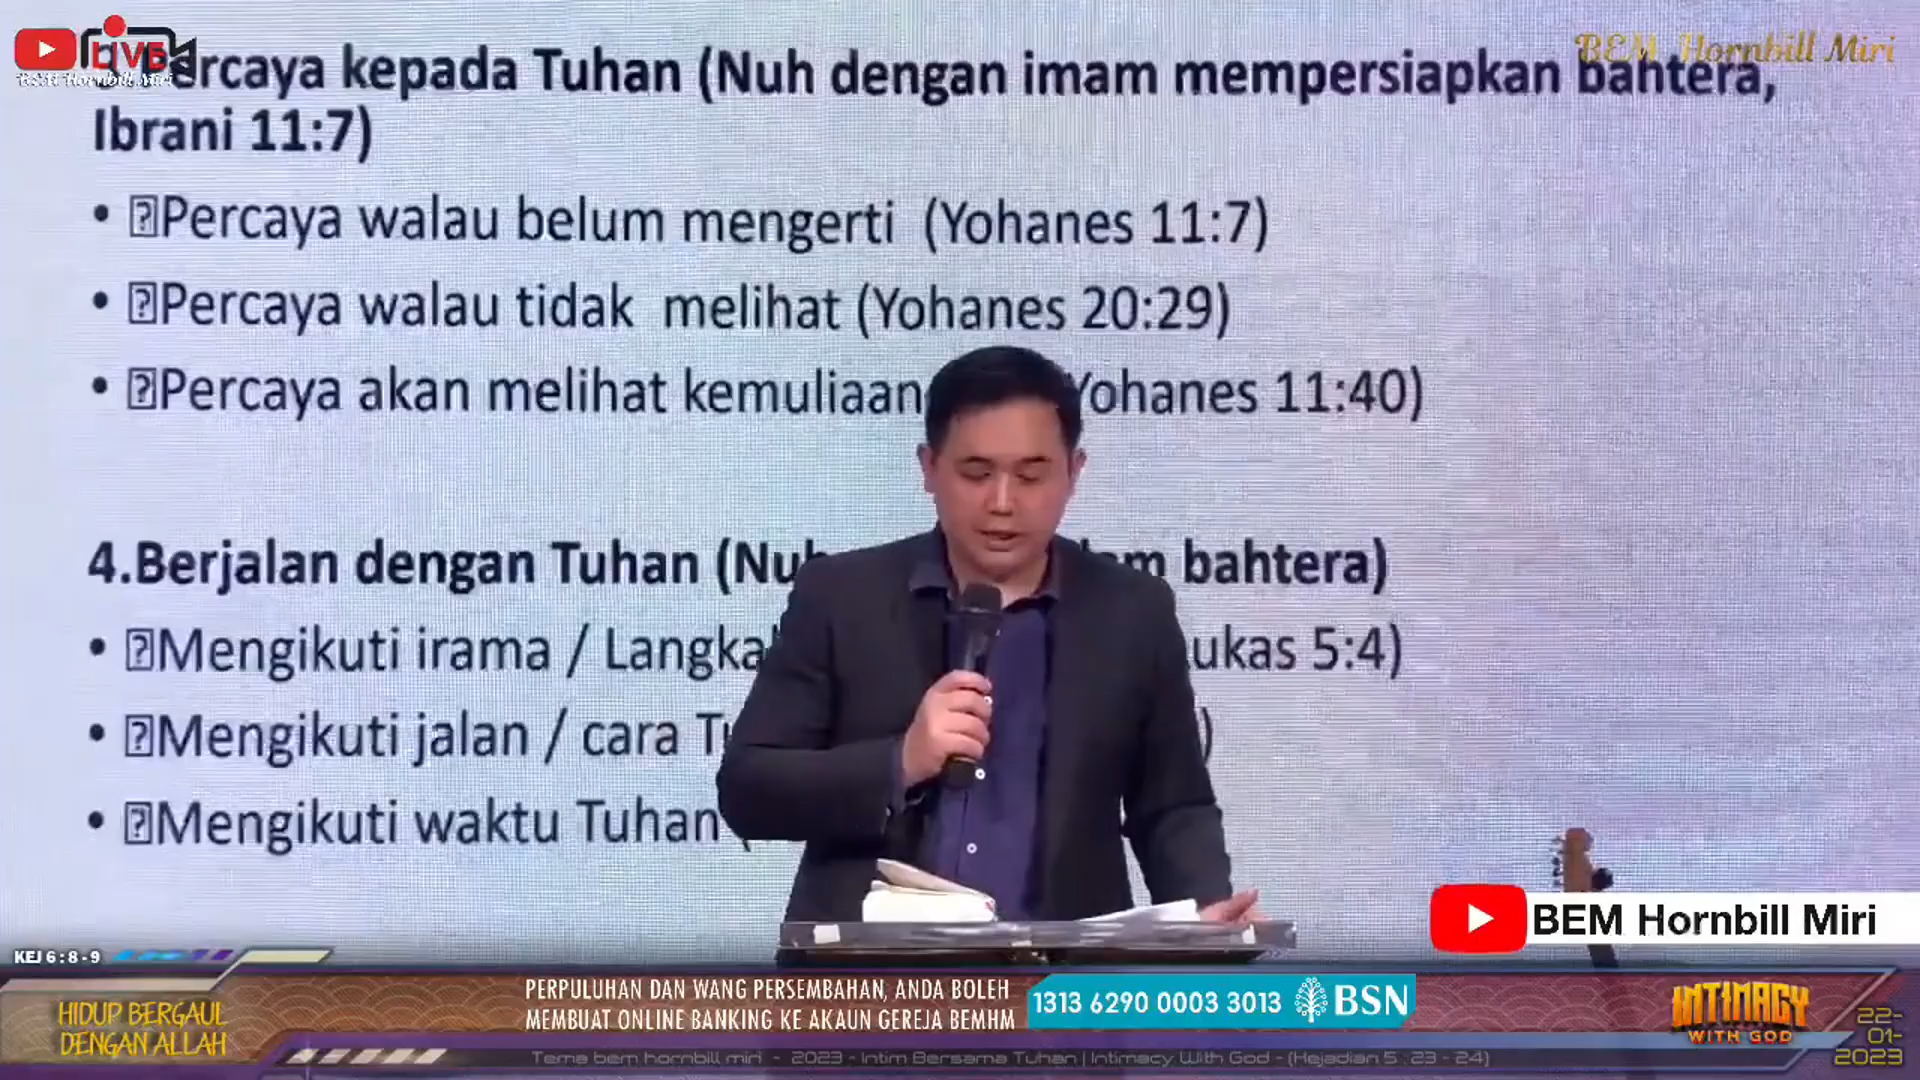 LIVE
BEM Hornbill Miri
BEM Hornbill Miri
ercaya kepada Tuhan (Nuh dengan imam mempersiapkan bahtera,
Ibrani 11:7)
• Percaya walau belum mengerti (Yohanes 11:7)
• Percaya walau tidak melihat (Yohanes 20:29)
• Percaya akan melihat kemuliaan Yohanes 11:40)
4.Berjalan dengan Tuhan (Nu am bahtera)
• Mengikuti irama / Langka ukas 5:4)
• Mengikuti jalan / cara T )
• Mengikuti waktu Tuhan (
BEM Hornbill Miri
KEJ 6 : 8 - 9
HIDUP BERGAUL
DENGAN ALLAH
PERPULUHAN DAN WANG PERSEMBAHAN, ANDA BOLEH
MEMBUAT ONLINE BANKING KE AKAUN GEREJA BEMHM
1313 6290 0003 3013 BSN
INTIMACY
WITH GOD
22-
01-
2023
Tema bem hornbill miri - 2023 - Intim Bersama Tuhan | Intimacy With God - (Kejadian 5 : 23 - 24)